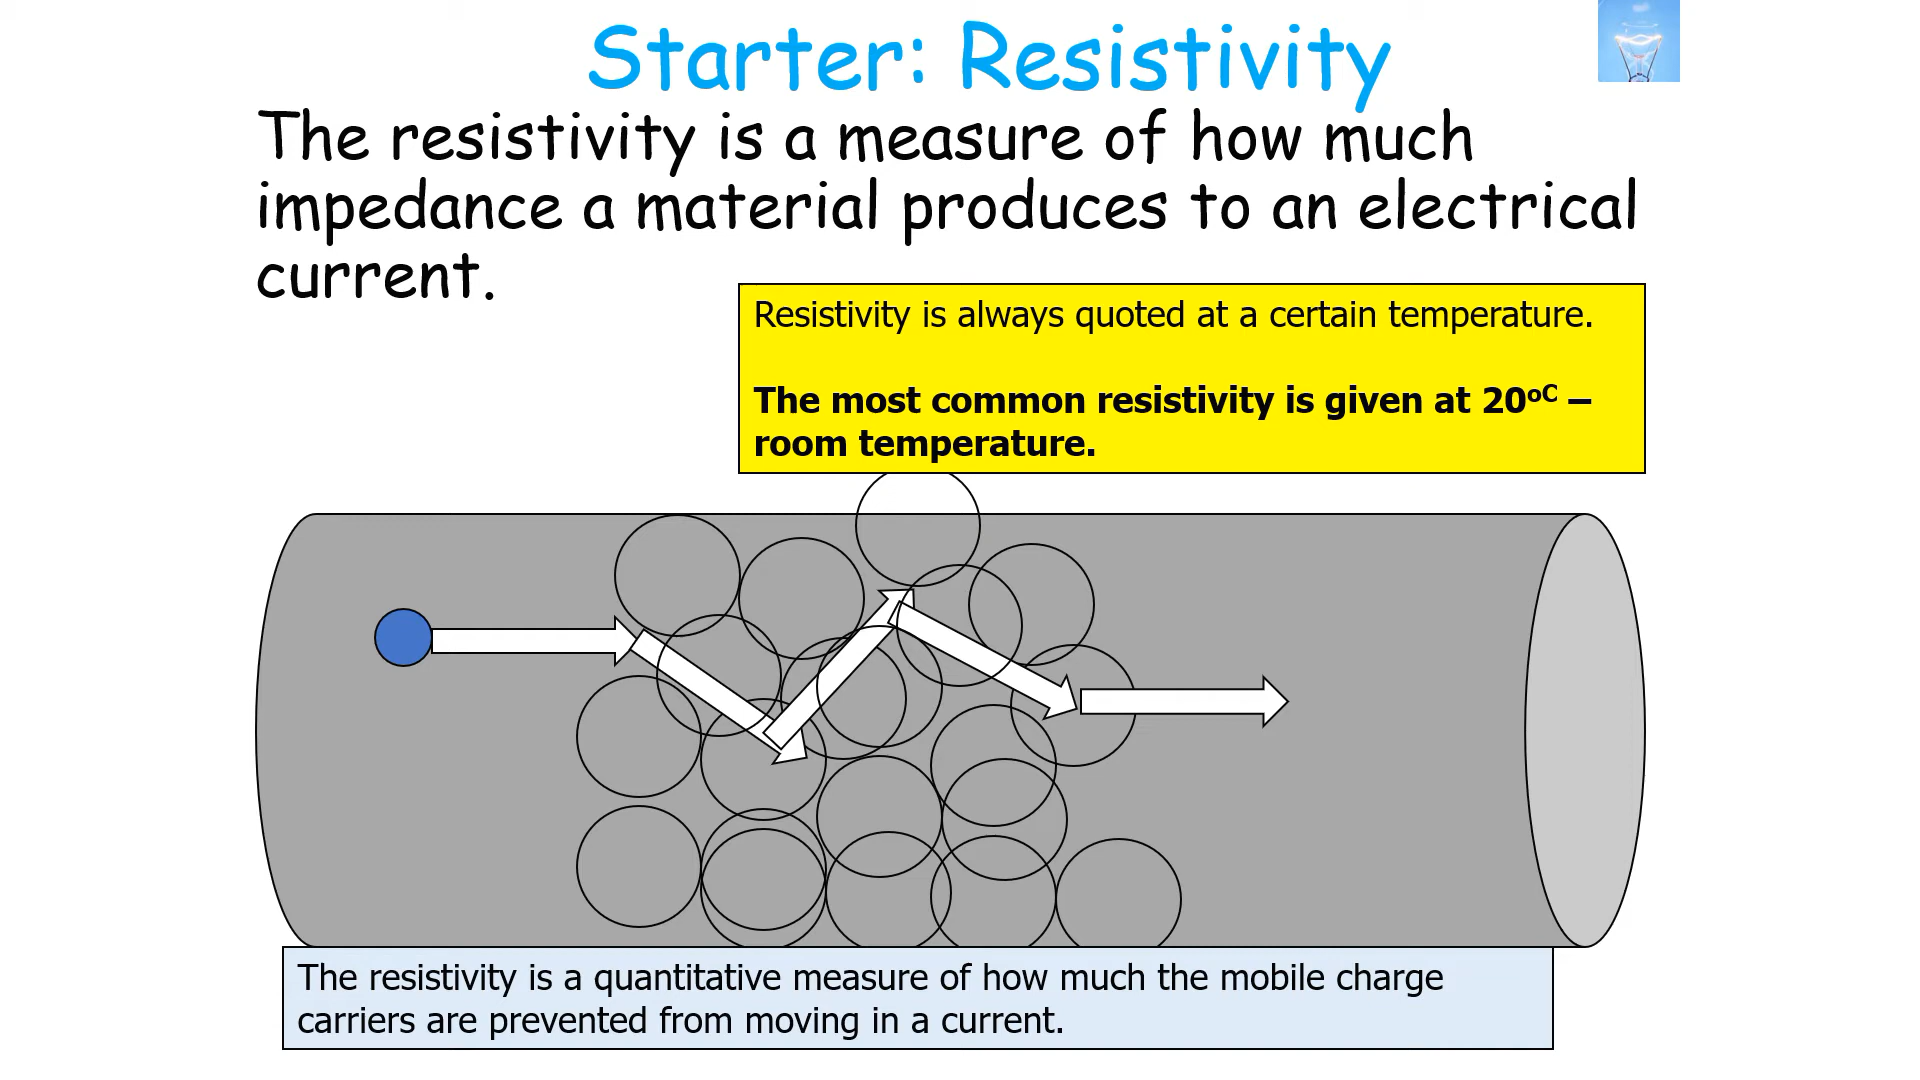 Starter: Resistivity
The resistivity is a measure of how much
impedance a material produces to an electrical
current.
Resistivity is always quoted at a certain temperature.
The most common resistivity is given at 20ᵒC –
room temperature.
The resistivity is a quantitative measure of how much the mobile charge
carriers are prevented from moving in a current.